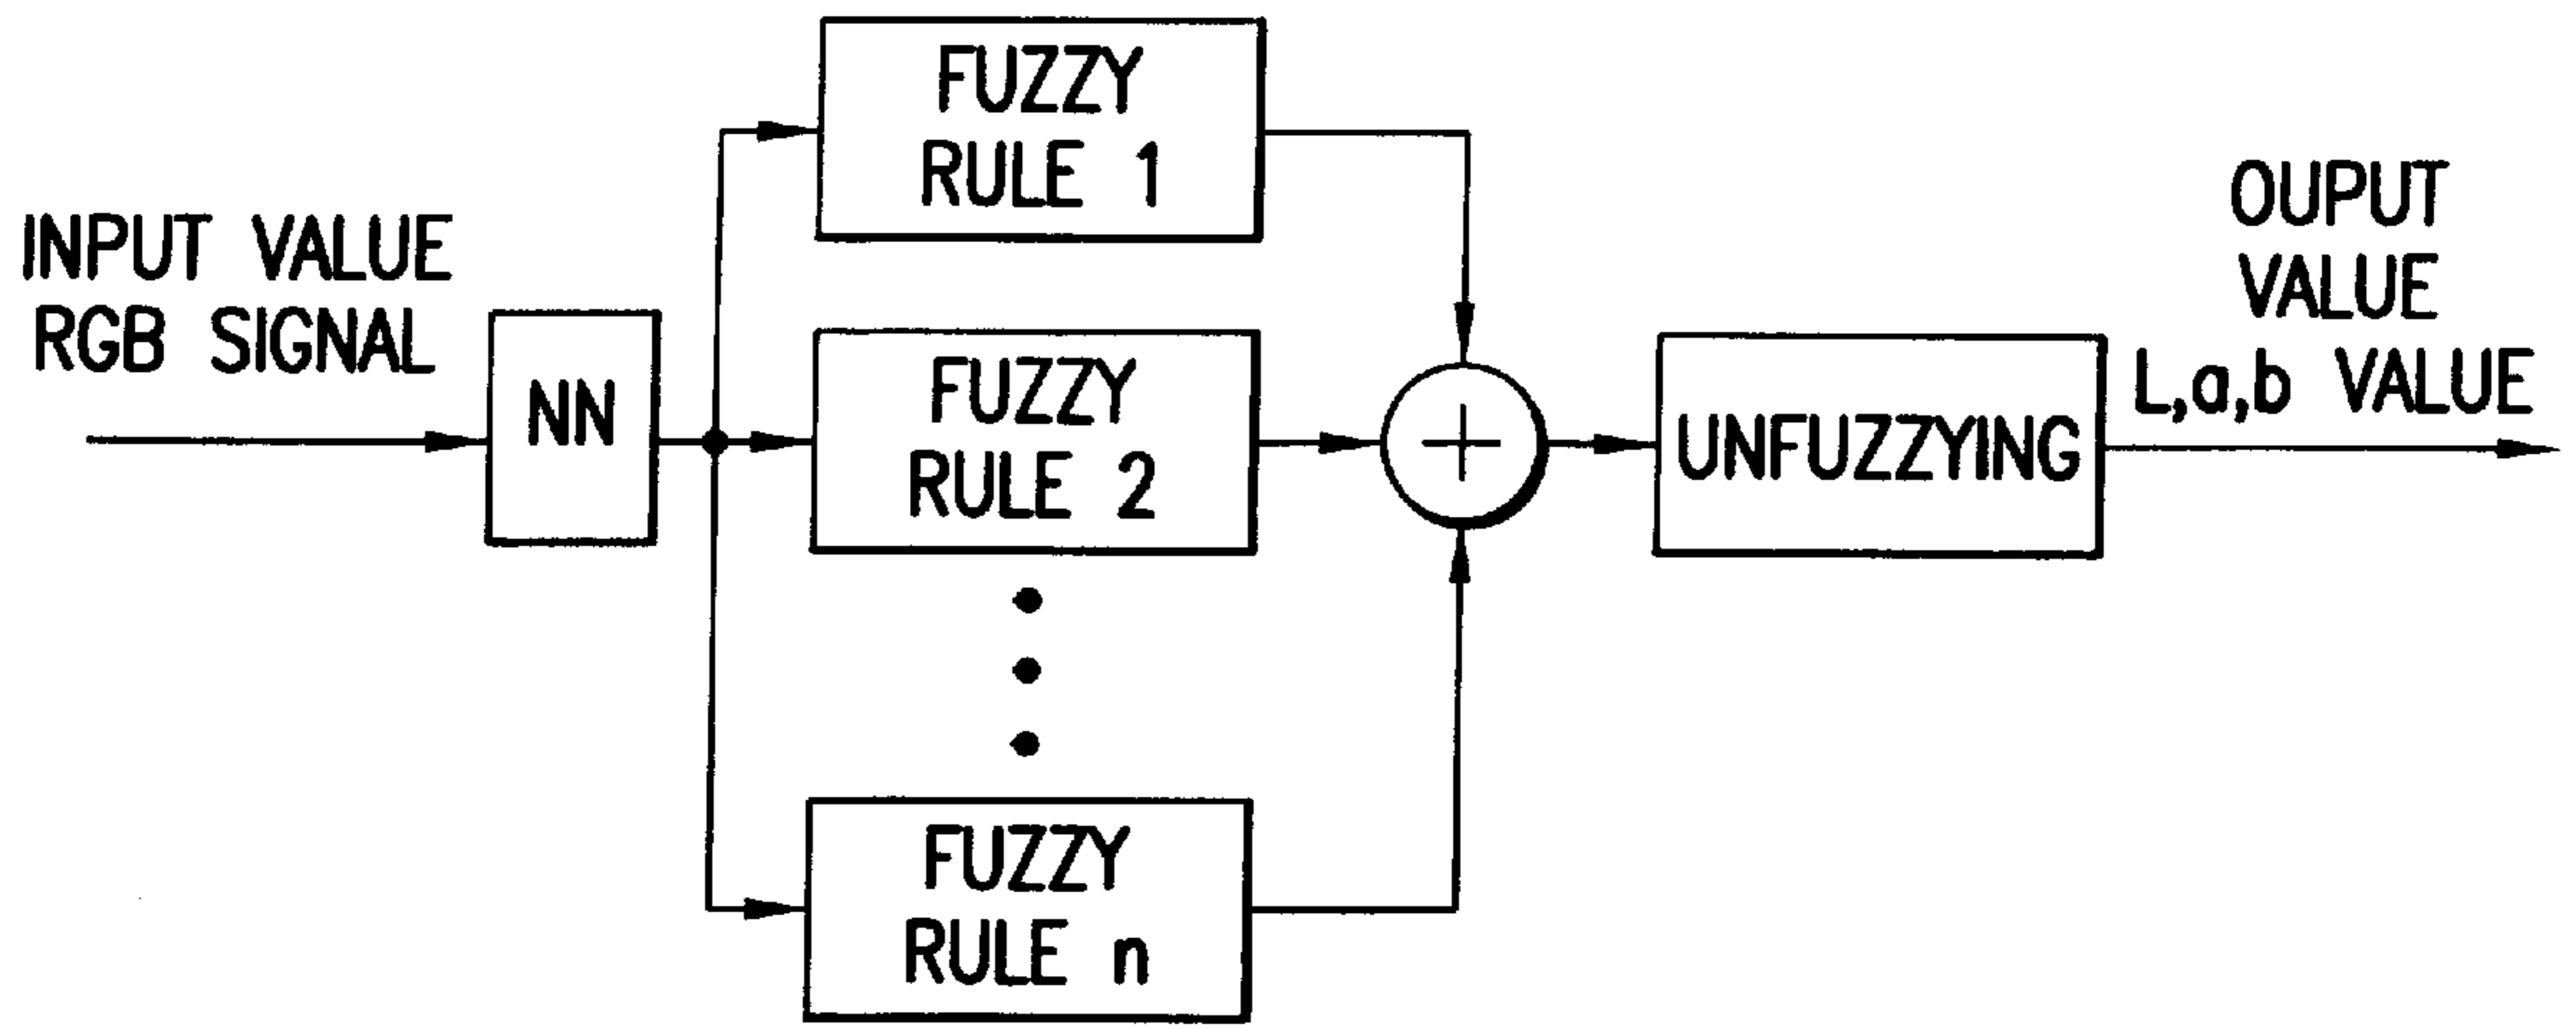 INPUT VALUE
RGB SIGNAL
NN
FUZZY
RULE 1
FUZZY
RULE 2
FUZZY
RULE n
+
UNFUZZYING
OUPUT
VALUE
L,a,b VALUE